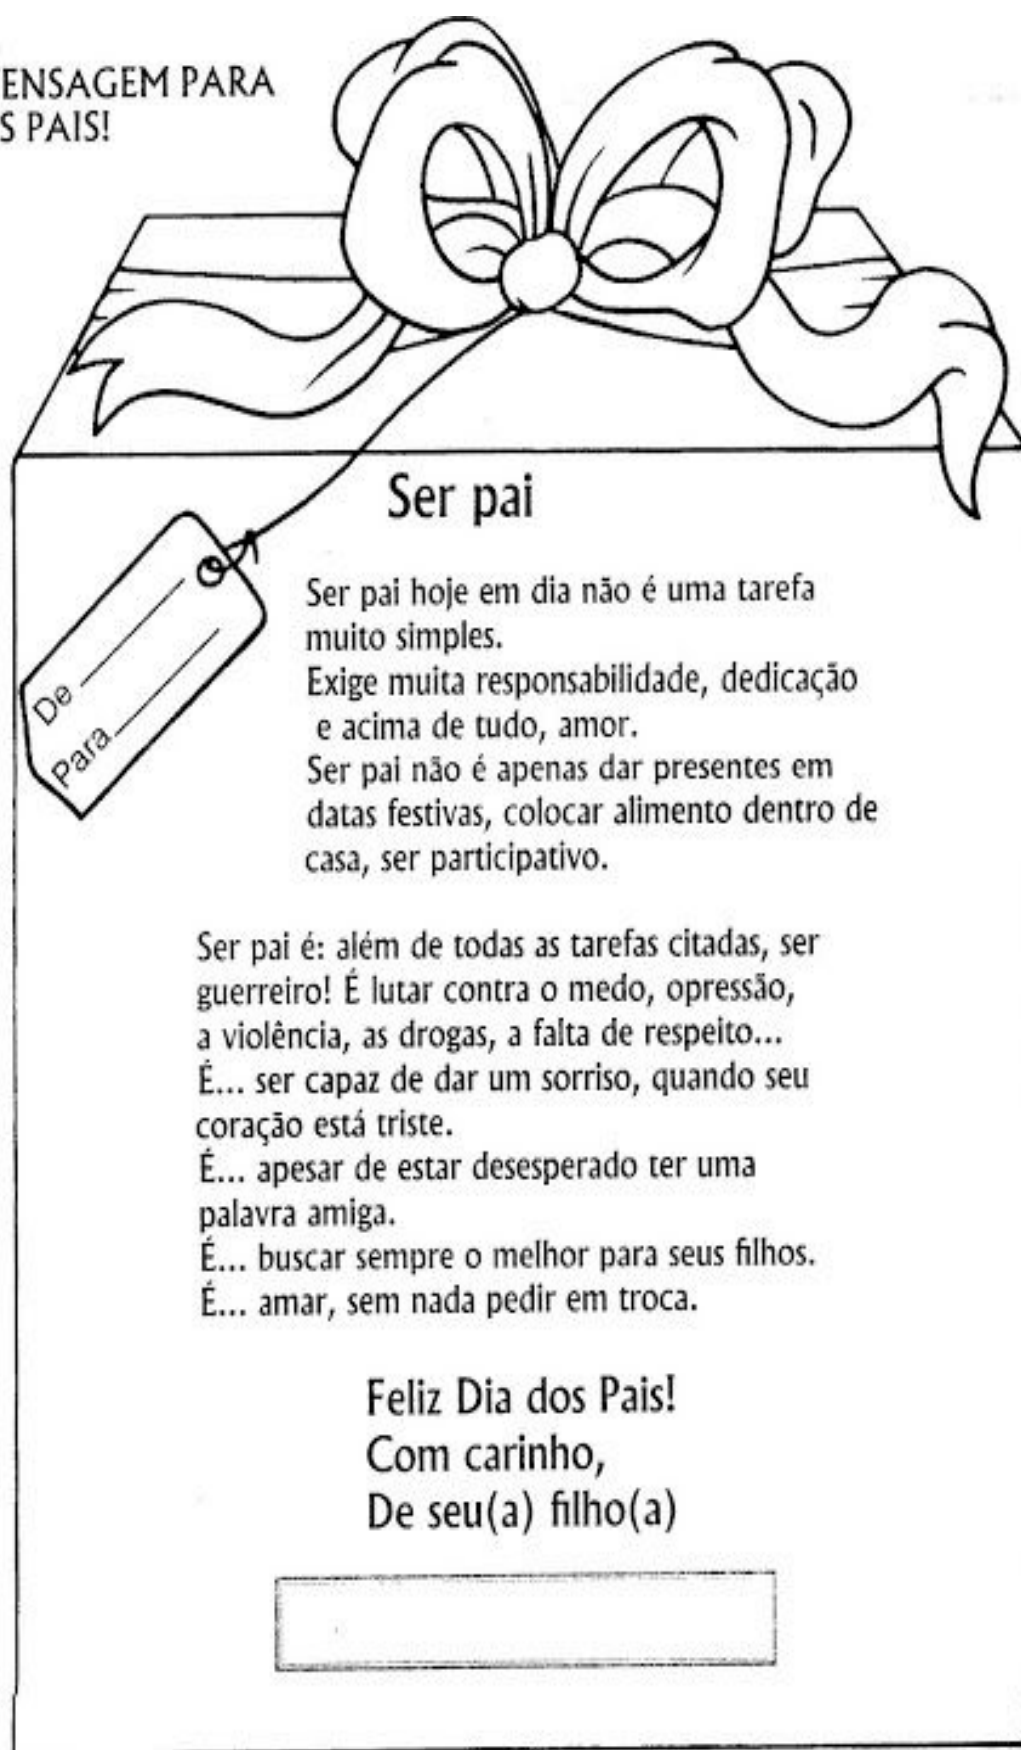 ENSAGEM PARA
S PAIS!
Ser pai
De
Para
Ser pai hoje em dia não é uma tarefa
muito simples.
Exige muita responsabilidade, dedicação
e acima de tudo, amor.
Ser pai não é apenas dar presentes em
datas festivas, colocar alimento dentro de
casa, ser participativo.
Ser pai é: além de todas as tarefas citadas, ser
guerreiro! É lutar contra o medo, opressão,
a violência, as drogas, a falta de respeito...
É... ser capaz de dar um sorriso, quando seu
coração está triste.
É... apesar de estar desesperado ter uma
palavra amiga.
É... buscar sempre o melhor para seus filhos.
É... amar, sem nada pedir em troca.
Feliz Dia dos Pais!
Com carinho,
De seu(a) filho(a)